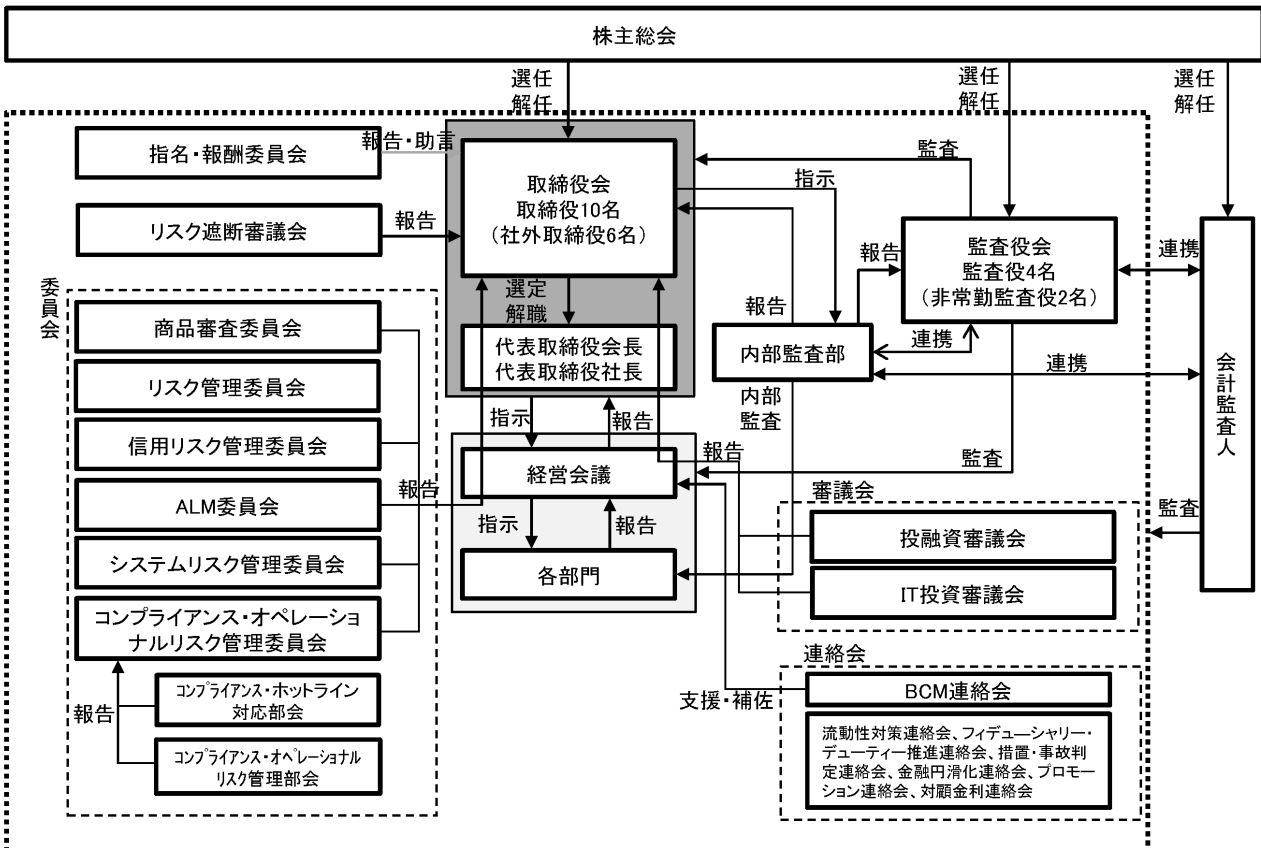 株主総会
選任
解任
選任
解任
選任
解任
指名・報酬委員会
報告・助言
取締役会
取締役10名
（社外取締役6名）
監査
指示
リスク遮断審議会
報告
監査役会
監査役4名
（非常勤監査役2名）
報告
連携
委員会
商品審査委員会
リスク管理委員会
信用リスク管理委員会
ALM委員会
システムリスク管理委員会
コンプライアンス・オペレーショ
ナルリスク管理委員会
報告
コンプライアンス・ホットライン
対応部会
コンプライアンス・オペレーショナル
リスク管理部会
報告
選定
解職
代表取締役会長
代表取締役社長
報告
内部監査部
連携
連携
内部
監査
会計監査人
指示
報告
経営会議
報告
監査
指示
報告
各部門
審議会
投融資審議会
IT投資審議会
監査
連絡会
支援・補佐
BCM連絡会
流動性対策連絡会、フィデューシャリー・
デューティー推進連絡会、措置・事故判
定連絡会、金融円滑化連絡会、プロモー
ション連絡会、対顧金利連絡会